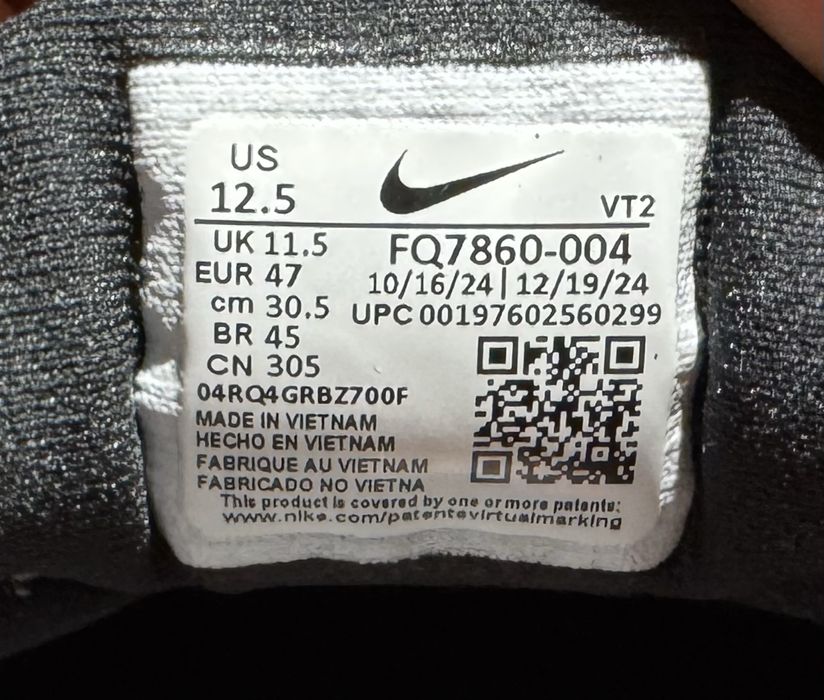 US
12.5
VT2
UK 11.5
EUR 47
cm 30.5
BR 45
CN 305
FQ7860-004
10/16/24 | 12/19/24
UPC 00197602560299
04RQ4GRBZ700F
MADE IN VIETNAM
HECHO EN VIETNAM
FABRIQUE AU VIETNAM
FABRICADO NO VIETNA
This product is covered by one or more patents:
www.nike.com/patentsvirtualmarking